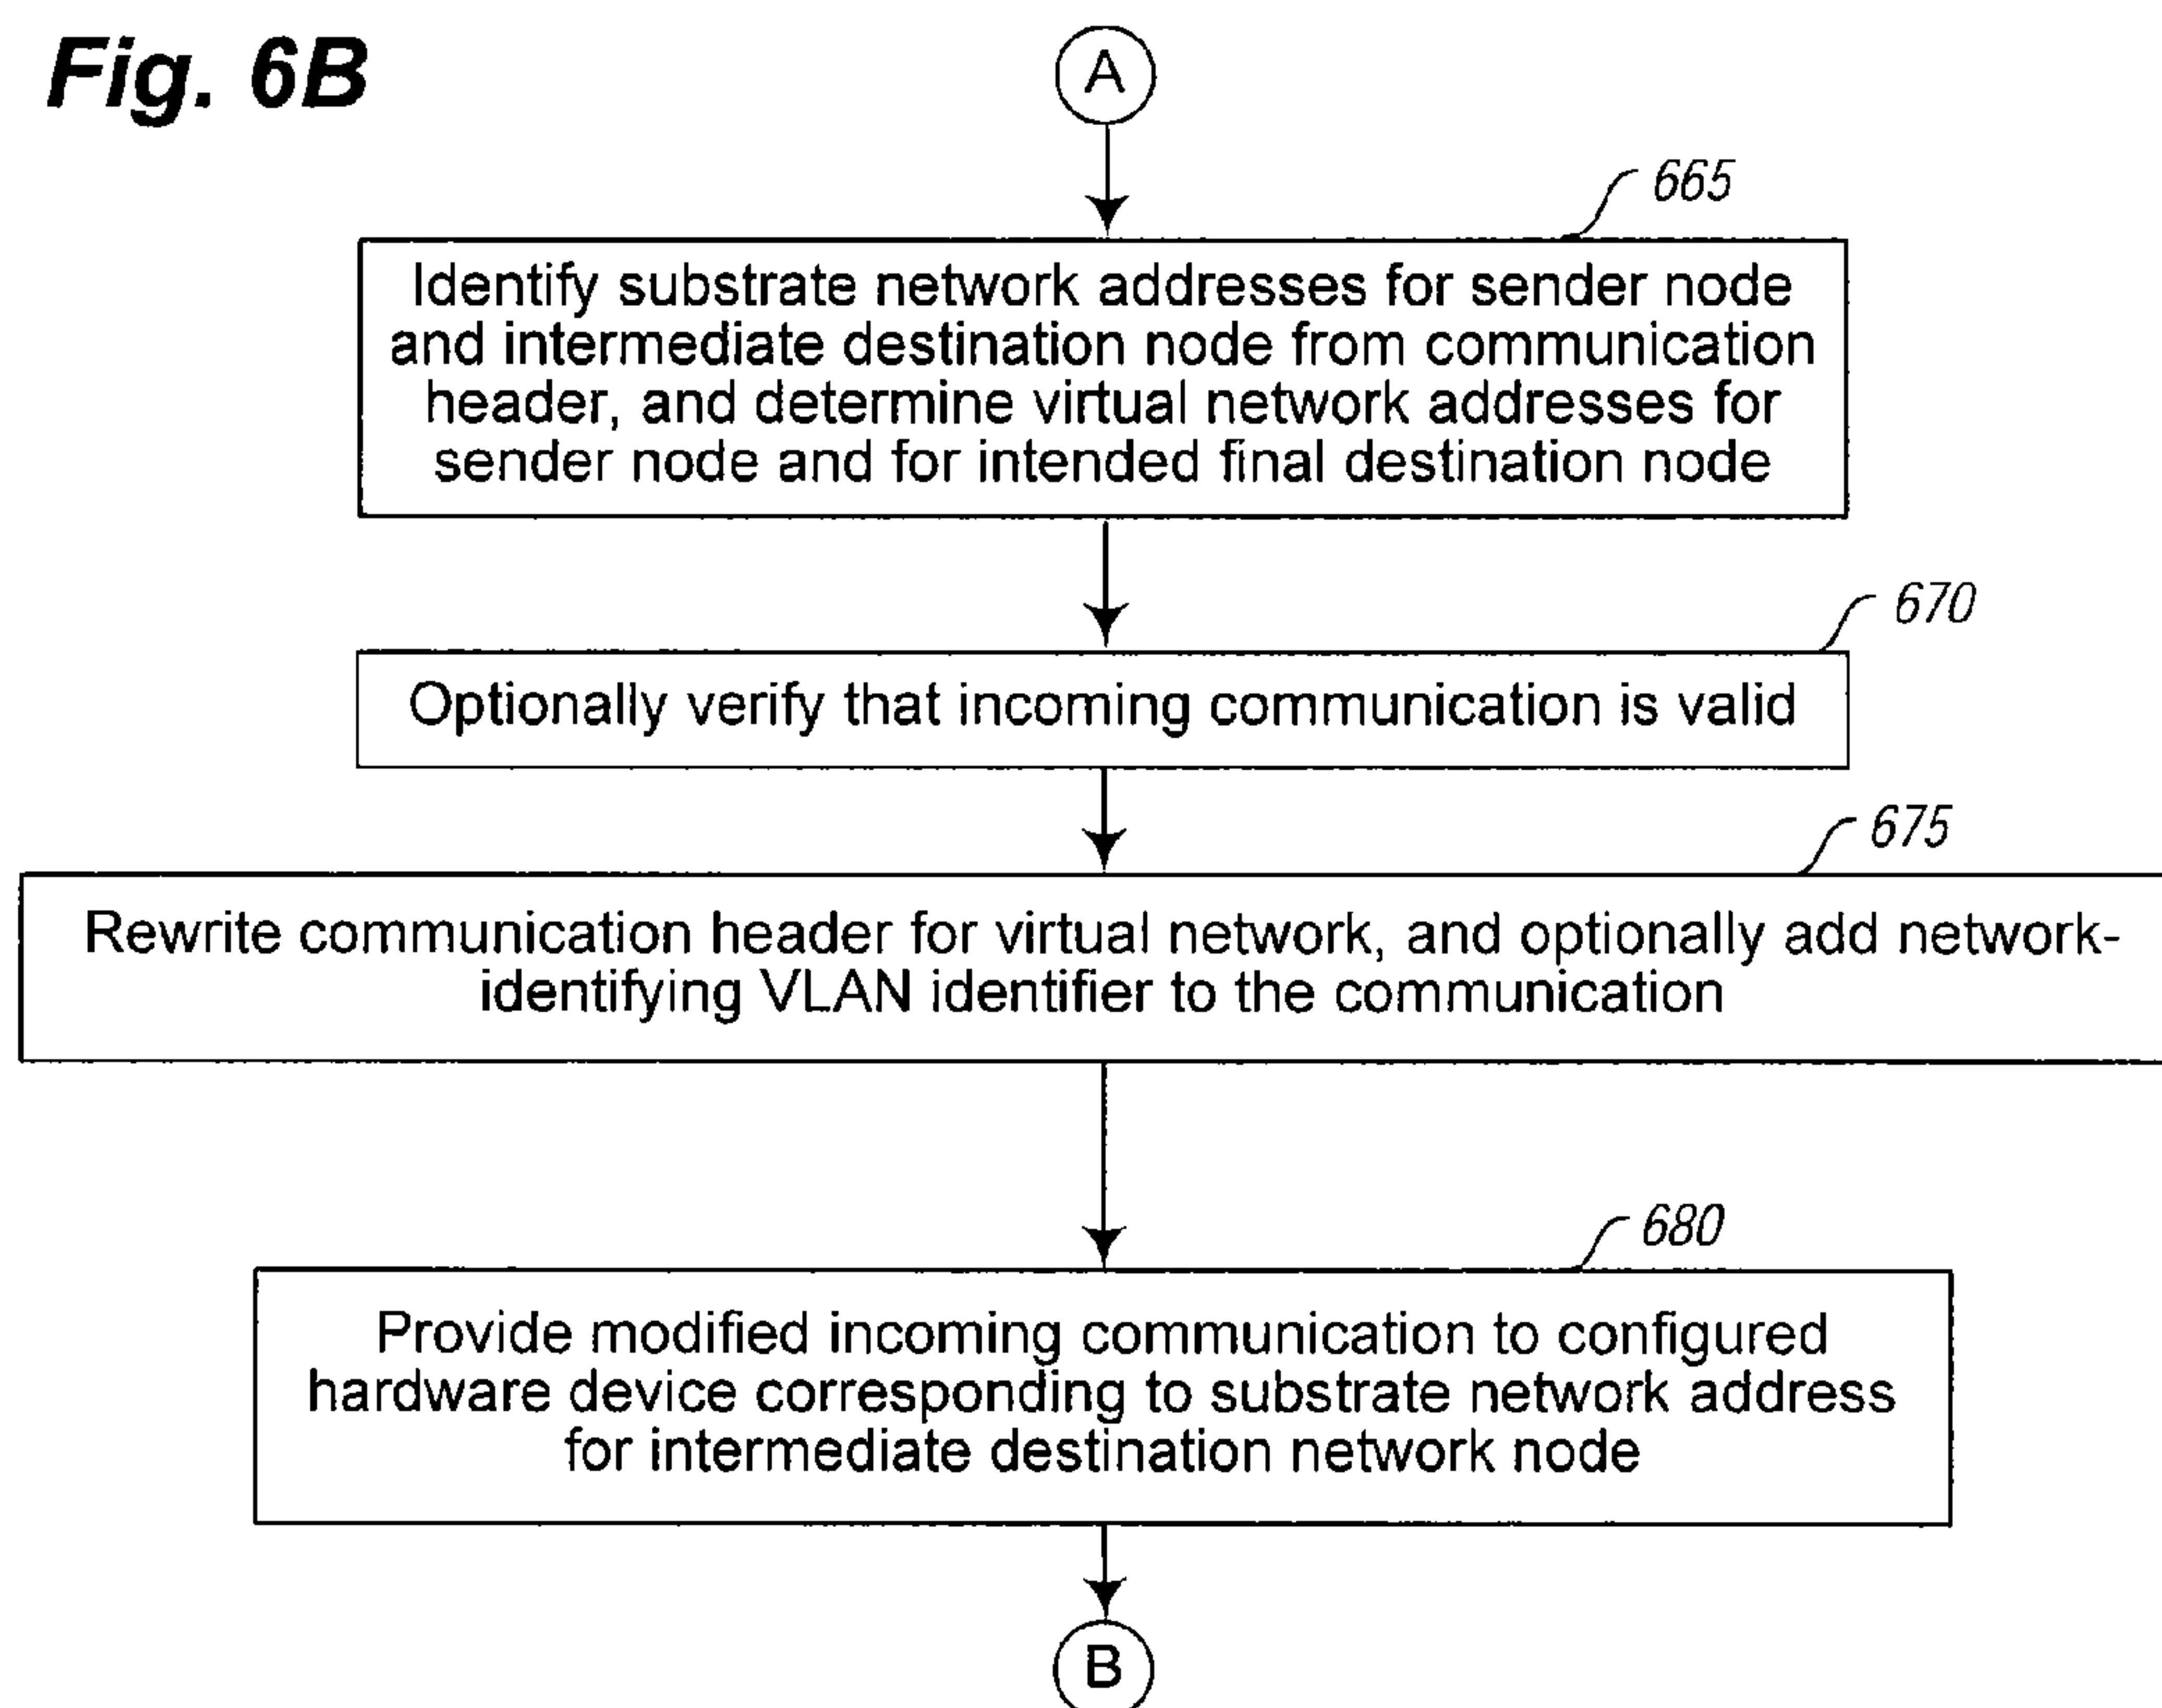 Fig. 6B
A
665
Identify substrate network addresses for sender node
and intermediate destination node from communication
header, and determine virtual network addresses for
sender node and for intended final destination node
670
Optionally verify that incoming communication is valid
675
Rewrite communication header for virtual network, and optionally add network-
identifying VLAN identifier to the communication
680
Provide modified incoming communication to configured
hardware device corresponding to substrate network address
for intermediate destination network node
B